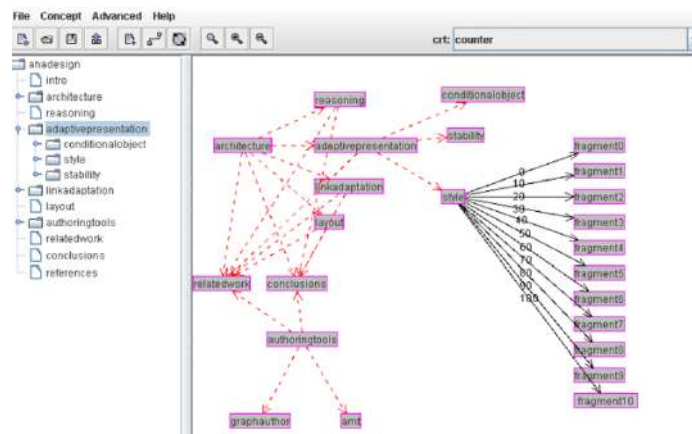 File Concept Advanced Help
crt: counter
ahadesign
intro
architecture
reasoning
adaptivepresentation
conditionalobject
style
stability
linkadaptation
layout
authoringtools
relatedwork
conclusions
references
reasoning
conditionalobject
architecture
adaptivepresentation
stability
linkadaptation
style
layout
relatedwork
conclusions
authoringtools
graphauthor
amt
0
10
20
30
40
50
60
70
80
90
100
fragment0
fragment1
fragment2
fragment3
fragment4
fragment5
fragment6
fragment7
fragment8
fragment9
fragment10